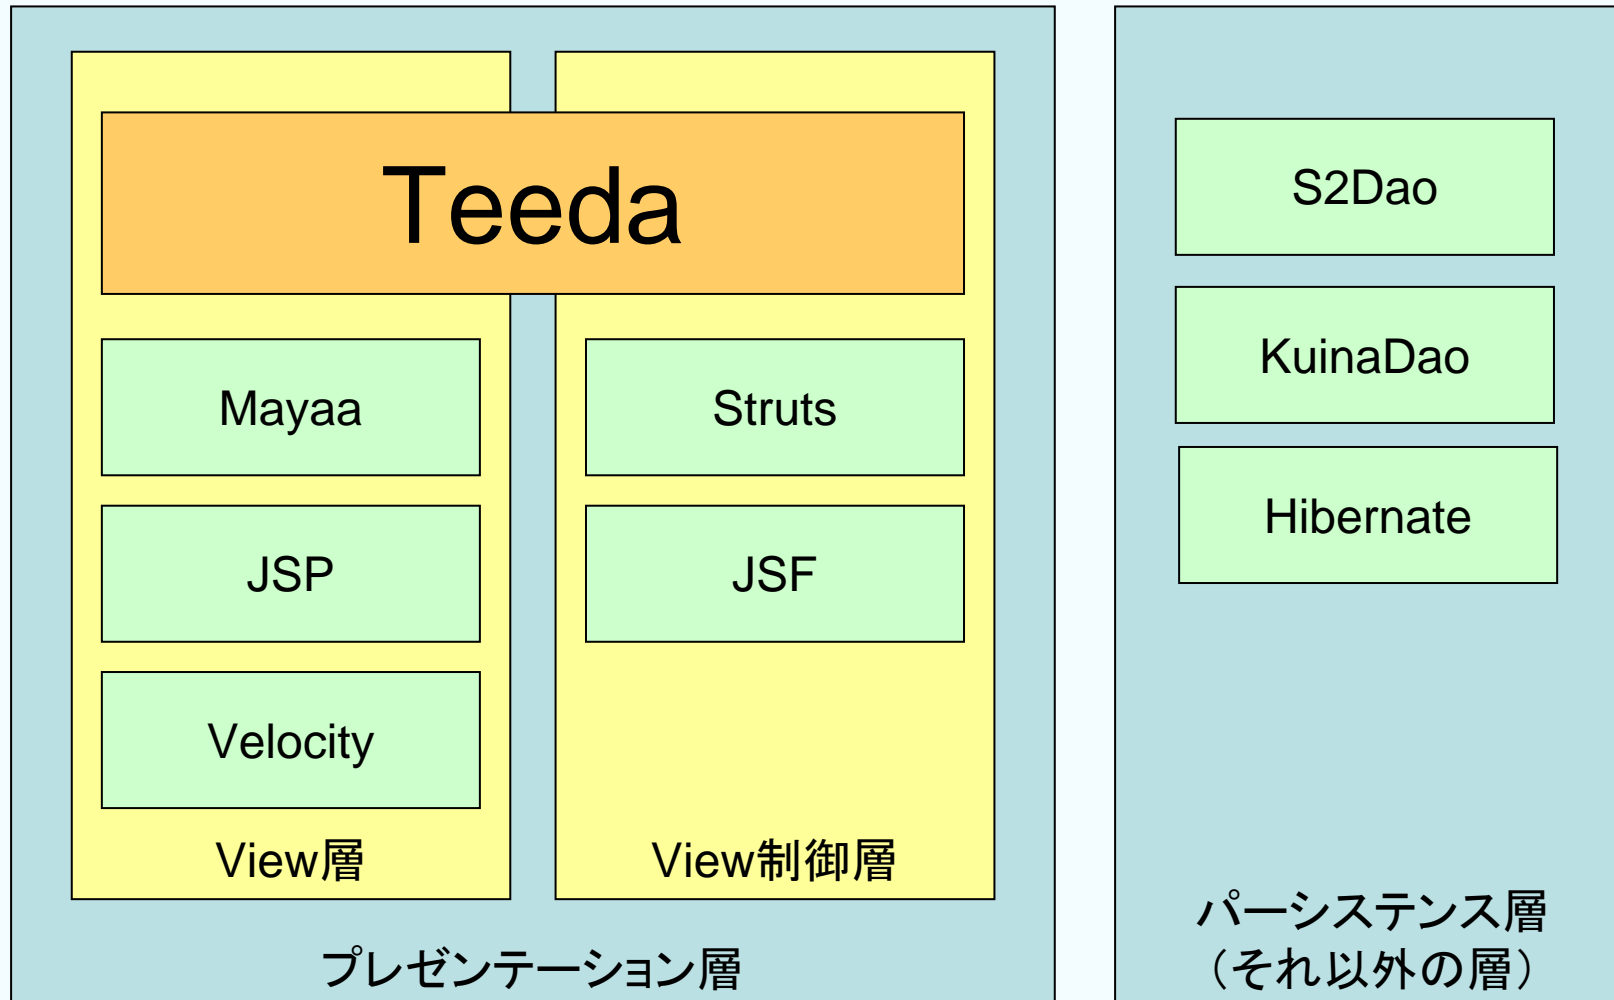 Teeda
Mayaa
JSP
Velocity
View層
Struts
JSF
View制御層
プレゼンテーション層
S2Dao
KuinaDao
Hibernate
パーシステンス層
（それ以外の層）